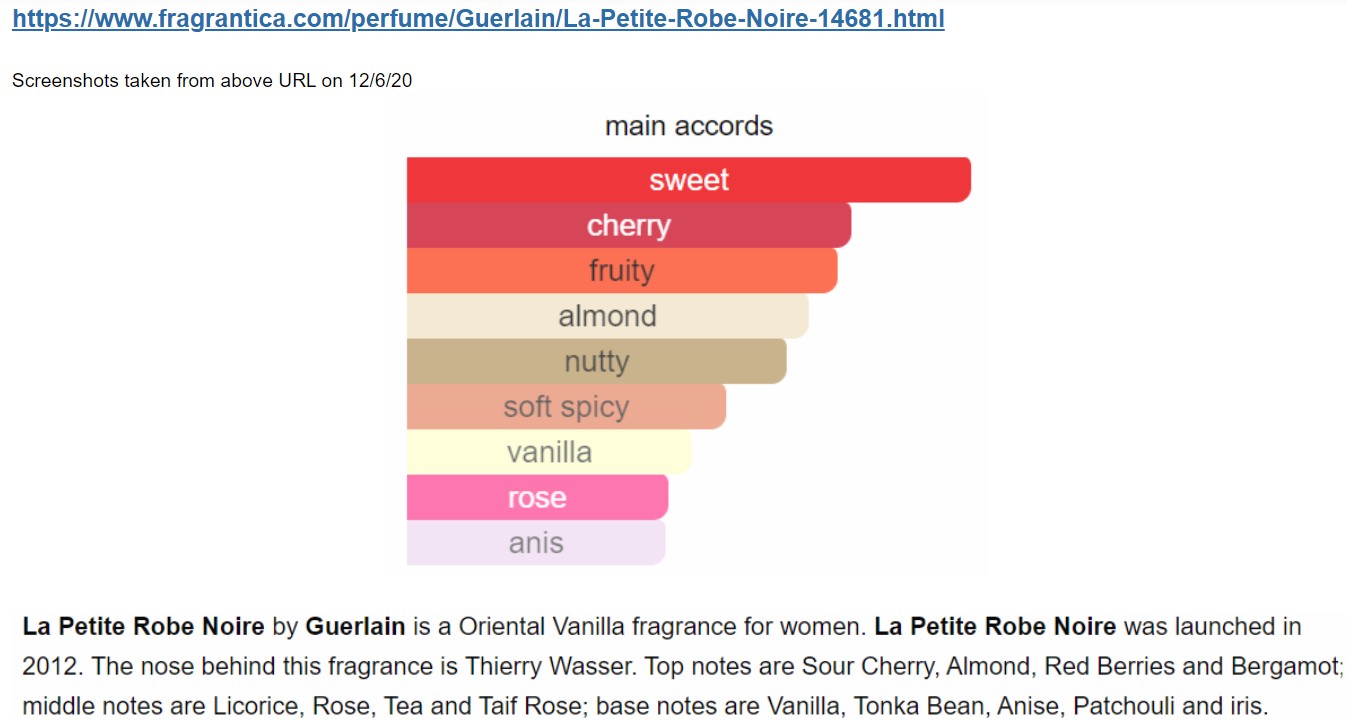 https://www.fragrantica.com/perfume/Guerlain/La-Petite-Robe-Noire-14681.html
Screenshots taken from above URL on 12/6/20
main accords
sweet
cherry
fruity
almond
nutty
soft spicy
vanilla
rose
anis
La Petite Robe Noire by Guerlain is a Oriental Vanilla fragrance for women. La Petite Robe Noire was launched in
2012. The nose behind this fragrance is Thierry Wasser. Top notes are Sour Cherry, Almond, Red Berries and Bergamot;
middle notes are Licorice, Rose, Tea and Taif Rose; base notes are Vanilla, Tonka Bean, Anise, Patchouli and iris.